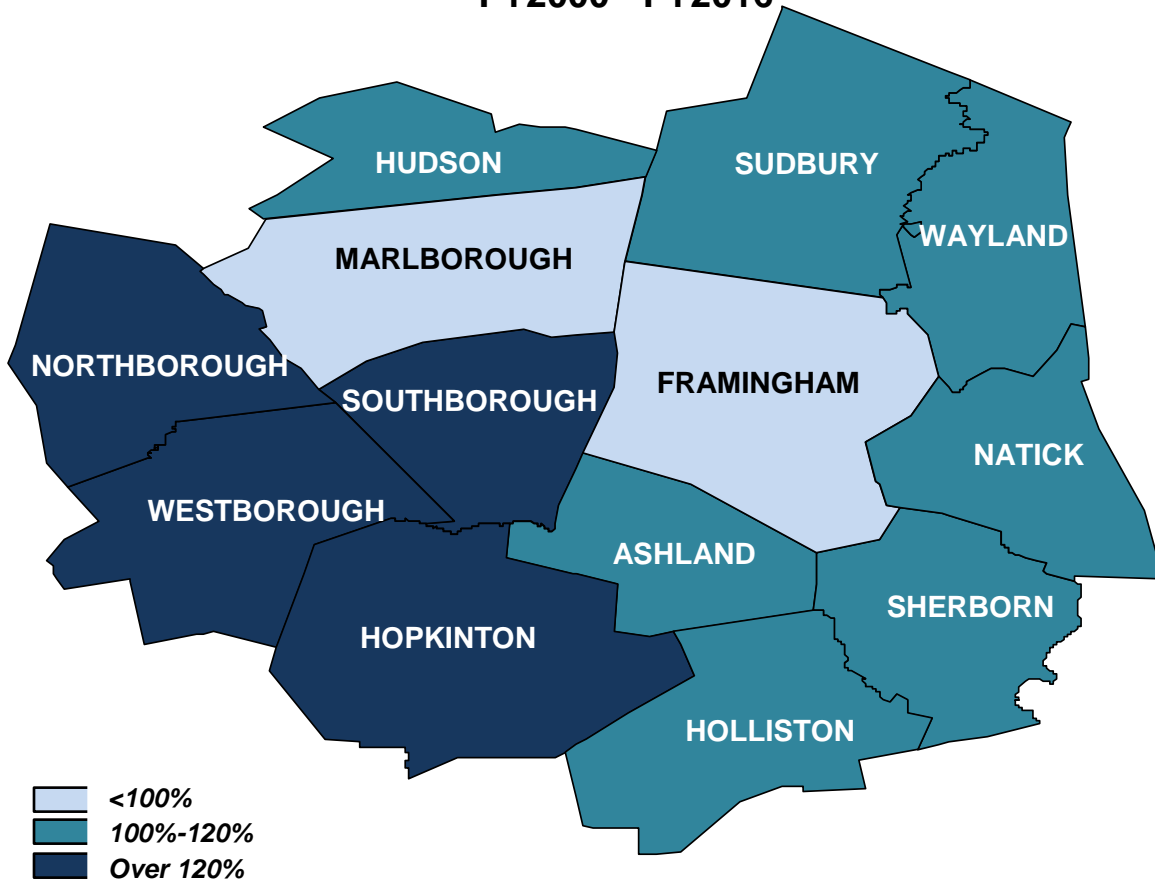 HUDSON
SUDBURY
WAYLAND
MARLBOROUGH
NORTHBOROUGH
SOUTHBOROUGH
FRAMINGHAM
NATICK
WESTBOROUGH
ASHLAND
SHERBORN
HOPKINTON
HOLLISTON
<100%
100%-120%
Over 120%